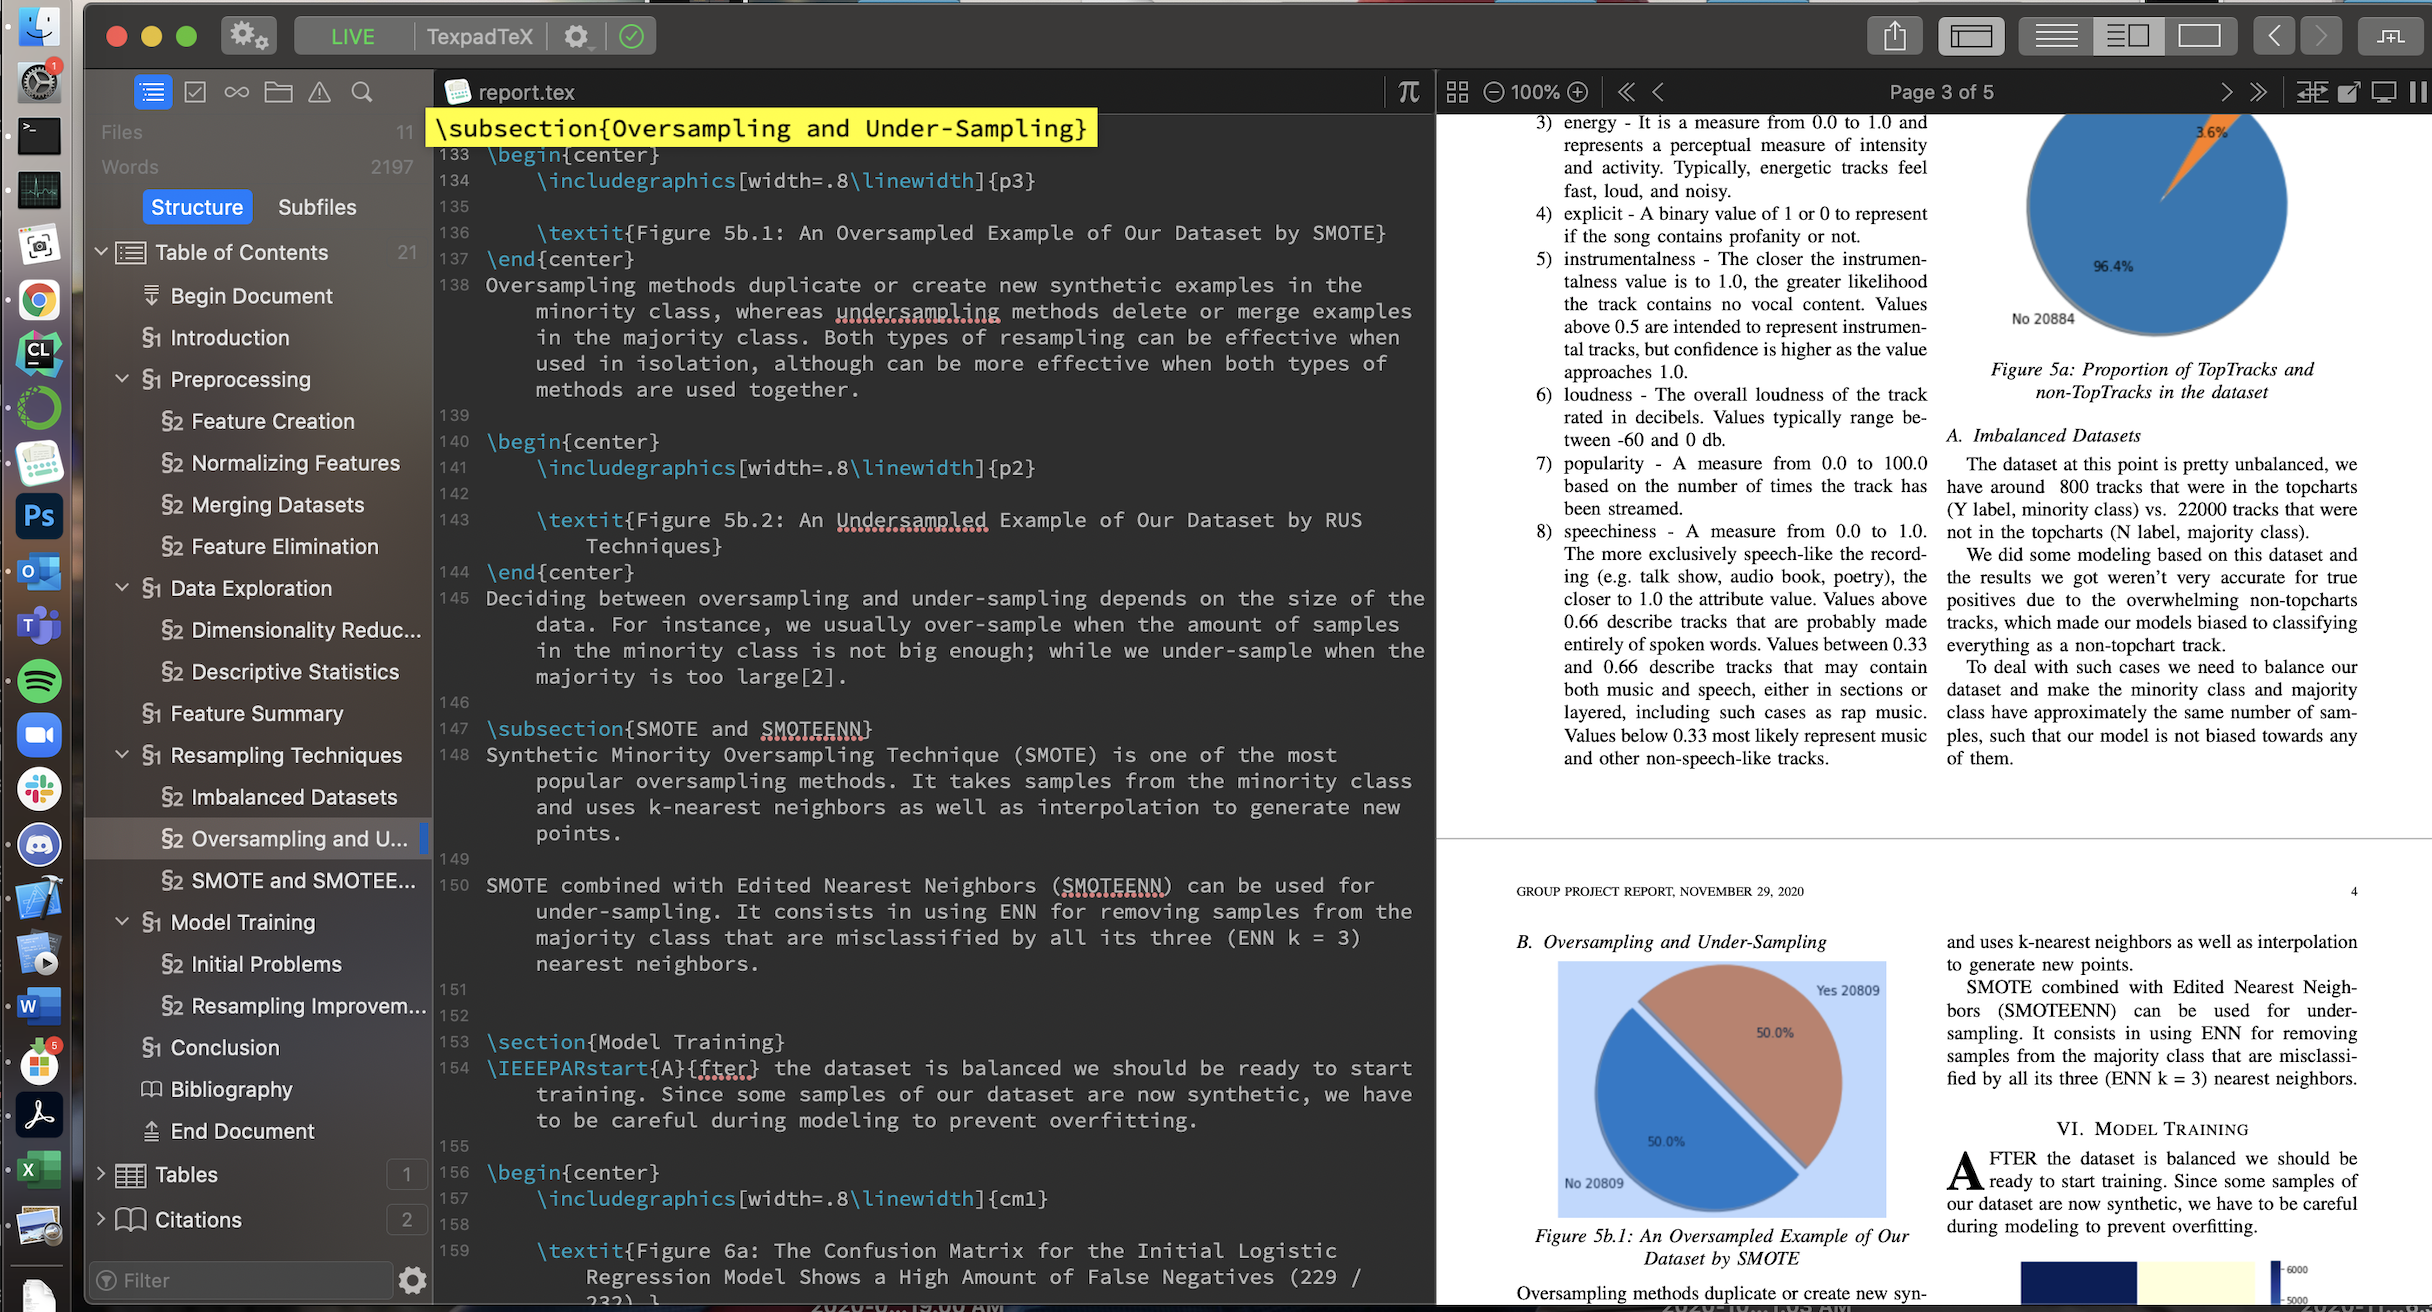 LIVE
TexpadTeX
report.tex
100%
Page 3 of 5
Files 11
Words 2197
Structure
Subfiles
Table of Contents 21
Begin Document
§1 Introduction
§1 Preprocessing
§2 Feature Creation
§2 Normalizing Features
§2 Merging Datasets
§2 Feature Elimination
§1 Data Exploration
§2 Dimensionality Reduc...
§2 Descriptive Statistics
§1 Feature Summary
§1 Resampling Techniques
§2 Imbalanced Datasets
§2 Oversampling and U...
§2 SMOTE and SMOTEE...
§1 Model Training
§2 Initial Problems
§2 Resampling Improvem...
§1 Conclusion
Bibliography
End Document
Tables 1
Citations 2
Filter
\subsection{Oversampling and Under-Sampling}
133 \begin{center}
134 \includegraphics[width=.8\linewidth]{p3}
135
136 \textit{Figure 5b.1: An Oversampled Example of Our Dataset by SMOTE}
137 \end{center}
138 Oversampling methods duplicate or create new synthetic examples in the
minority class, whereas undersampling methods delete or merge examples
in the majority class. Both types of resampling can be effective when
used in isolation, although can be more effective when both types of
methods are used together.
139
140 \begin{center}
141 \includegraphics[width=.8\linewidth]{p2}
142
143 \textit{Figure 5b.2: An Undersampled Example of Our Dataset by RUS
Techniques}
144 \end{center}
145 Deciding between oversampling and under-sampling depends on the size of the
data. For instance, we usually over-sample when the amount of samples
in the minority class is not big enough; while we under-sample when the
majority is too large[2].
146
147 \subsection{SMOTE and SMOTEENN}
148 Synthetic Minority Oversampling Technique (SMOTE) is one of the most
popular oversampling methods. It takes samples from the minority class
and uses k-nearest neighbors as well as interpolation to generate new
points.
149
150 SMOTE combined with Edited Nearest Neighbors (SMOTEENN) can be used for
under-sampling. It consists in using ENN for removing samples from the
majority class that are misclassified by all its three (ENN k = 3)
nearest neighbors.
151
152
153 \section{Model Training}
154 \IEEEPARstart{A}{fter} the dataset is balanced we should be ready to start
training. Since some samples of our dataset are now synthetic, we have
to be careful during modeling to prevent overfitting.
155
156 \begin{center}
157 \includegraphics[width=.8\linewidth]{cm1}
158
159 \textit{Figure 6a: The Confusion Matrix for the Initial Logistic
Regression Model Shows a High Amount of False Negatives (229 /
232).}
3) energy - It is a measure from 0.0 to 1.0 and
represents a perceptual measure of intensity
and activity. Typically, energetic tracks feel
fast, loud, and noisy.
4) explicit - A binary value of 1 or 0 to represent
if the song contains profanity or not.
5) instrumentalness - The closer the instrumen-
talness value is to 1.0, the greater likelihood
the track contains no vocal content. Values
above 0.5 are intended to represent instrumen-
tal tracks, but confidence is higher as the value
approaches 1.0.
6) loudness - The overall loudness of the track
rated in decibels. Values typically range be-
tween -60 and 0 db.
7) popularity - A measure from 0.0 to 100.0
based on the number of times the track has
been streamed.
8) speechiness - A measure from 0.0 to 1.0.
The more exclusively speech-like the record-
ing (e.g. talk show, audio book, poetry), the
closer to 1.0 the attribute value. Values above
0.66 describe tracks that are probably made
entirely of spoken words. Values between 0.33
and 0.66 describe tracks that may contain
both music and speech, either in sections or
layered, including such cases as rap music.
Values below 0.33 most likely represent music
and other non-speech-like tracks.
3.6%
96.4%
No 20884
Figure 5a: Proportion of TopTracks and
non-TopTracks in the dataset
A. Imbalanced Datasets
The dataset at this point is pretty unbalanced, we
have around 800 tracks that were in the topcharts
(Y label, minority class) vs. 22000 tracks that were
not in the topcharts (N label, majority class).
We did some modeling based on this dataset and
the results we got weren't very accurate for true
positives due to the overwhelming non-topcharts
tracks, which made our models biased to classifying
everything as a non-topchart track.
To deal with such cases we need to balance our
dataset and make the minority class and majority
class have approximately the same number of sam-
ples, such that our model is not biased towards any
of them.
GROUP PROJECT REPORT, NOVEMBER 29, 2020 4
B. Oversampling and Under-Sampling
Yes 20809
50.0%
50.0%
No 20809
Figure 5b.1: An Oversampled Example of Our
Dataset by SMOTE
Oversampling methods duplicate or create new syn-
and uses k-nearest neighbors as well as interpolation
to generate new points.
SMOTE combined with Edited Nearest Neigh-
bors (SMOTEENN) can be used for under-
sampling. It consists in using ENN for removing
samples from the majority class that are misclassi-
fied by all its three (ENN k = 3) nearest neighbors.
VI. MODEL TRAINING
AFTER the dataset is balanced we should be
ready to start training. Since some samples of
our dataset are now synthetic, we have to be careful
during modeling to prevent overfitting.
6000
5000
1
CL
Ps
5